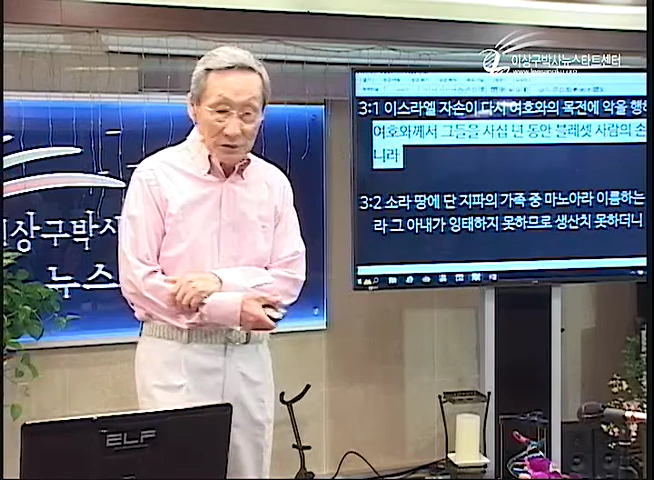 이상구박사뉴스타트센터
www.leesangku.org
3:1 이스라엘 자손이 다시 여호와의 목전에 악을 행
여호와께서 그들을 사십 년 동안 블레셋 사람의 손
니라
3:2 소라 땅에 단 지파의 가족 중 마노아라 이름하는
라 그 아내가 잉태하지 못하므로 생산치 못하더니
이상구박사
뉴스
ELF